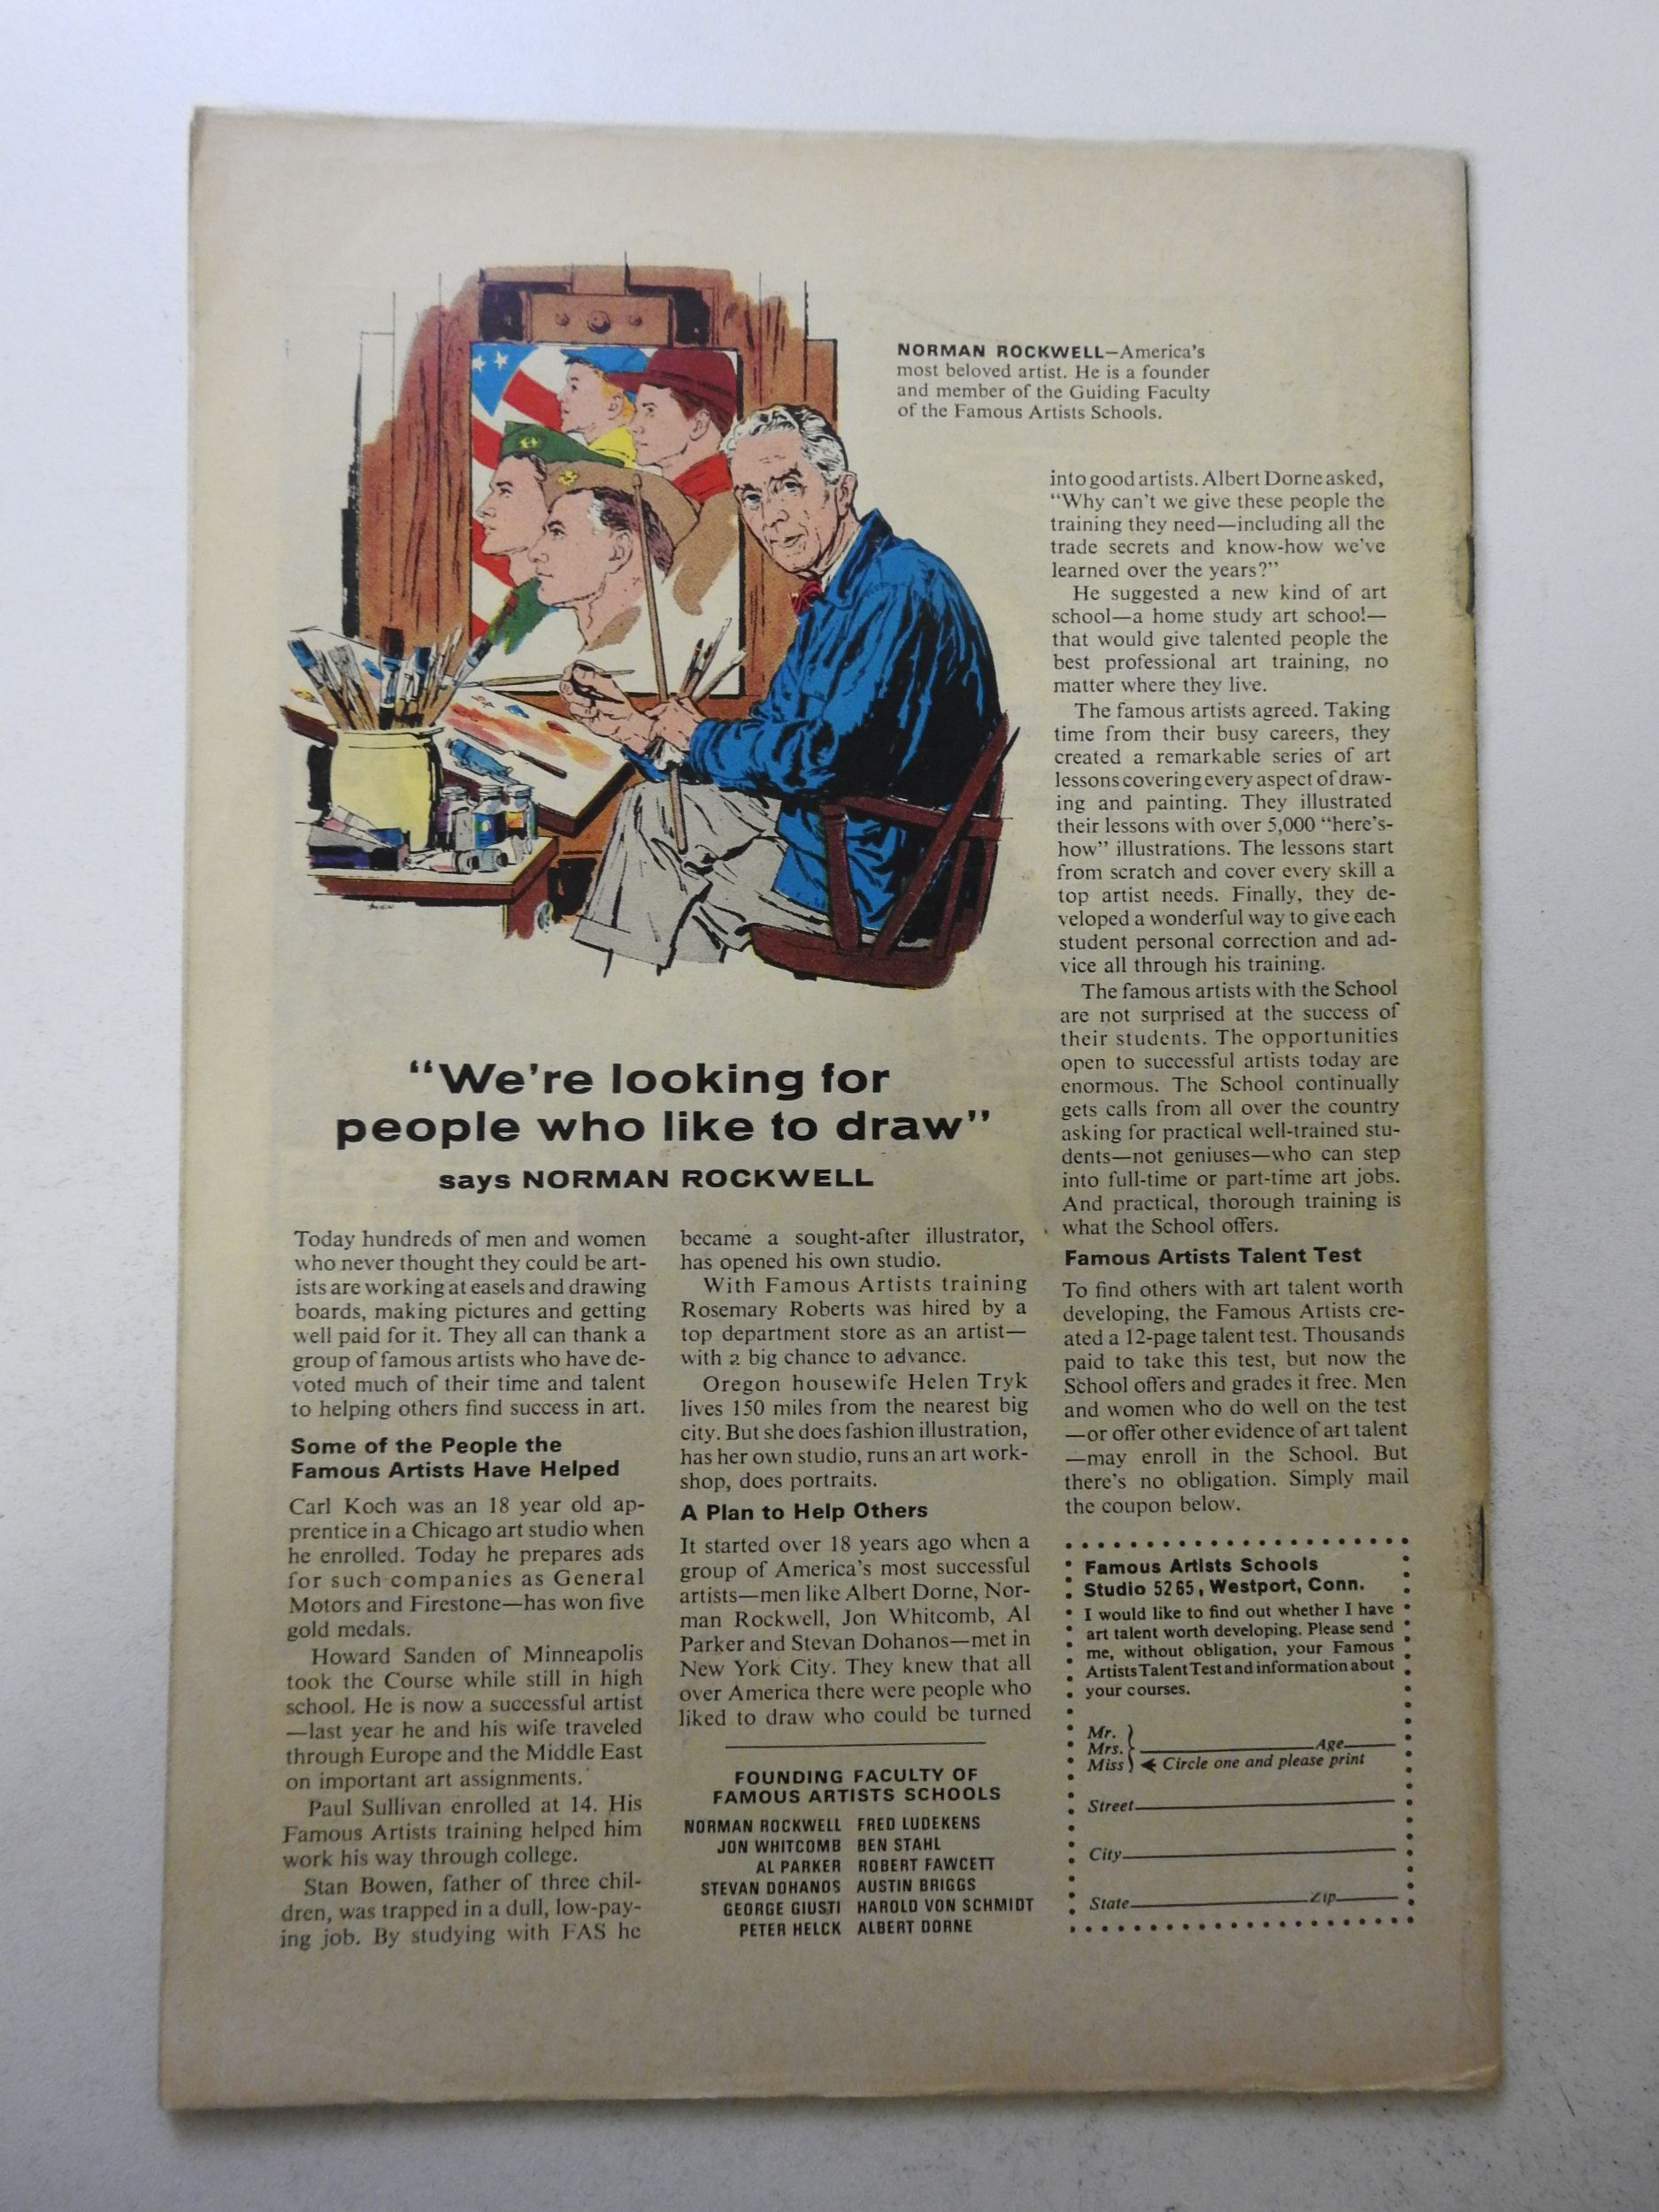 NORMAN ROCKWELL—America's
most beloved artist. He is a founder
and member of the Guiding Faculty
of the Famous Artists Schools.
"We're looking for
people who like to draw"
says NORMAN ROCKWELL
Today hundreds of men and women
who never thought they could be art-
ists are working at easels and drawing
boards, making pictures and getting
well paid for it. They all can thank a
group of famous artists who have de-
voted much of their time and talent
to helping others find success in art.
Some of the People the
Famous Artists Have Helped
Carl Koch was an 18 year old ap-
prentice in a Chicago art studio when
he enrolled. Today he prepares ads
for such companies as General
Motors and Firestone—has won five
gold medals.
Howard Sanden of Minneapolis
took the Course while still in high
school. He is now a successful artist
—last year he and his wife traveled
through Europe and the Middle East
on important art assignments.
Paul Sullivan enrolled at 14. His
Famous Artists training helped him
work his way through college.
Stan Bowen, father of three chil-
dren, was trapped in a dull, low-pay-
ing job. By studying with FAS he
became a sought-after illustrator,
has opened his own studio.
With Famous Artists training
Rosemary Roberts was hired by a
top department store as an artist—
with a big chance to advance.
Oregon housewife Helen Tryk
lives 150 miles from the nearest big
city. But she does fashion illustration,
has her own studio, runs an art work-
shop, does portraits.
A Plan to Help Others
It started over 18 years ago when a
group of America's most successful
artists—men like Albert Dorne, Nor-
man Rockwell, Jon Whitcomb, Al
Parker and Stevan Dohanos—met in
New York City. They knew that all
over America there were people who
liked to draw who could be turned
into good artists. Albert Dorne asked,
"Why can't we give these people the
training they need—including all the
trade secrets and know-how we've
learned over the years?"
He suggested a new kind of art
school—a home study art school—
that would give talented people the
best professional art training, no
matter where they live.
The famous artists agreed. Taking
time from their busy careers, they
created a remarkable series of art
lessons covering every aspect of draw-
ing and painting. They illustrated
their lessons with over 5,000 "here's-
how" illustrations. The lessons start
from scratch and cover every skill a
top artist needs. Finally, they de-
veloped a wonderful way to give each
student personal correction and ad-
vice all through his training.
The famous artists with the School
are not surprised at the success of
their students. The opportunities
open to successful artists today are
enormous. The School continually
gets calls from all over the country
asking for practical well-trained stu-
dents—not geniuses—who can step
into full-time or part-time art jobs.
And practical, thorough training is
what the School offers.
Famous Artists Talent Test
To find others with art talent worth
developing, the Famous Artists cre-
ated a 12-page talent test. Thousands
paid to take this test, but now the
School offers and grades it free. Men
and women who do well on the test
—or offer other evidence of art talent
—may enroll in the School. But
there's no obligation. Simply mail
the coupon below.
FOUNDING FACULTY OF
FAMOUS ARTISTS SCHOOLS
NORMAN ROCKWELL FRED LUDEKENS
JON WHITCOMB BEN STAHL
AL PARKER ROBERT FAWCETT
STEVAN DOHANOS AUSTIN BRIGGS
GEORGE GIUSTI HAROLD VON SCHMIDT
PETER HELCK ALBERT DORNE
Famous Artists Schools
Studio 5265, Westport, Conn.
I would like to find out whether I have
art talent worth developing. Please send
me, without obligation, your Famous
Artists Talent Test and information about
your courses.
Mr.
Mrs. Age
Miss Circle one and please print
Street
City
State Zip